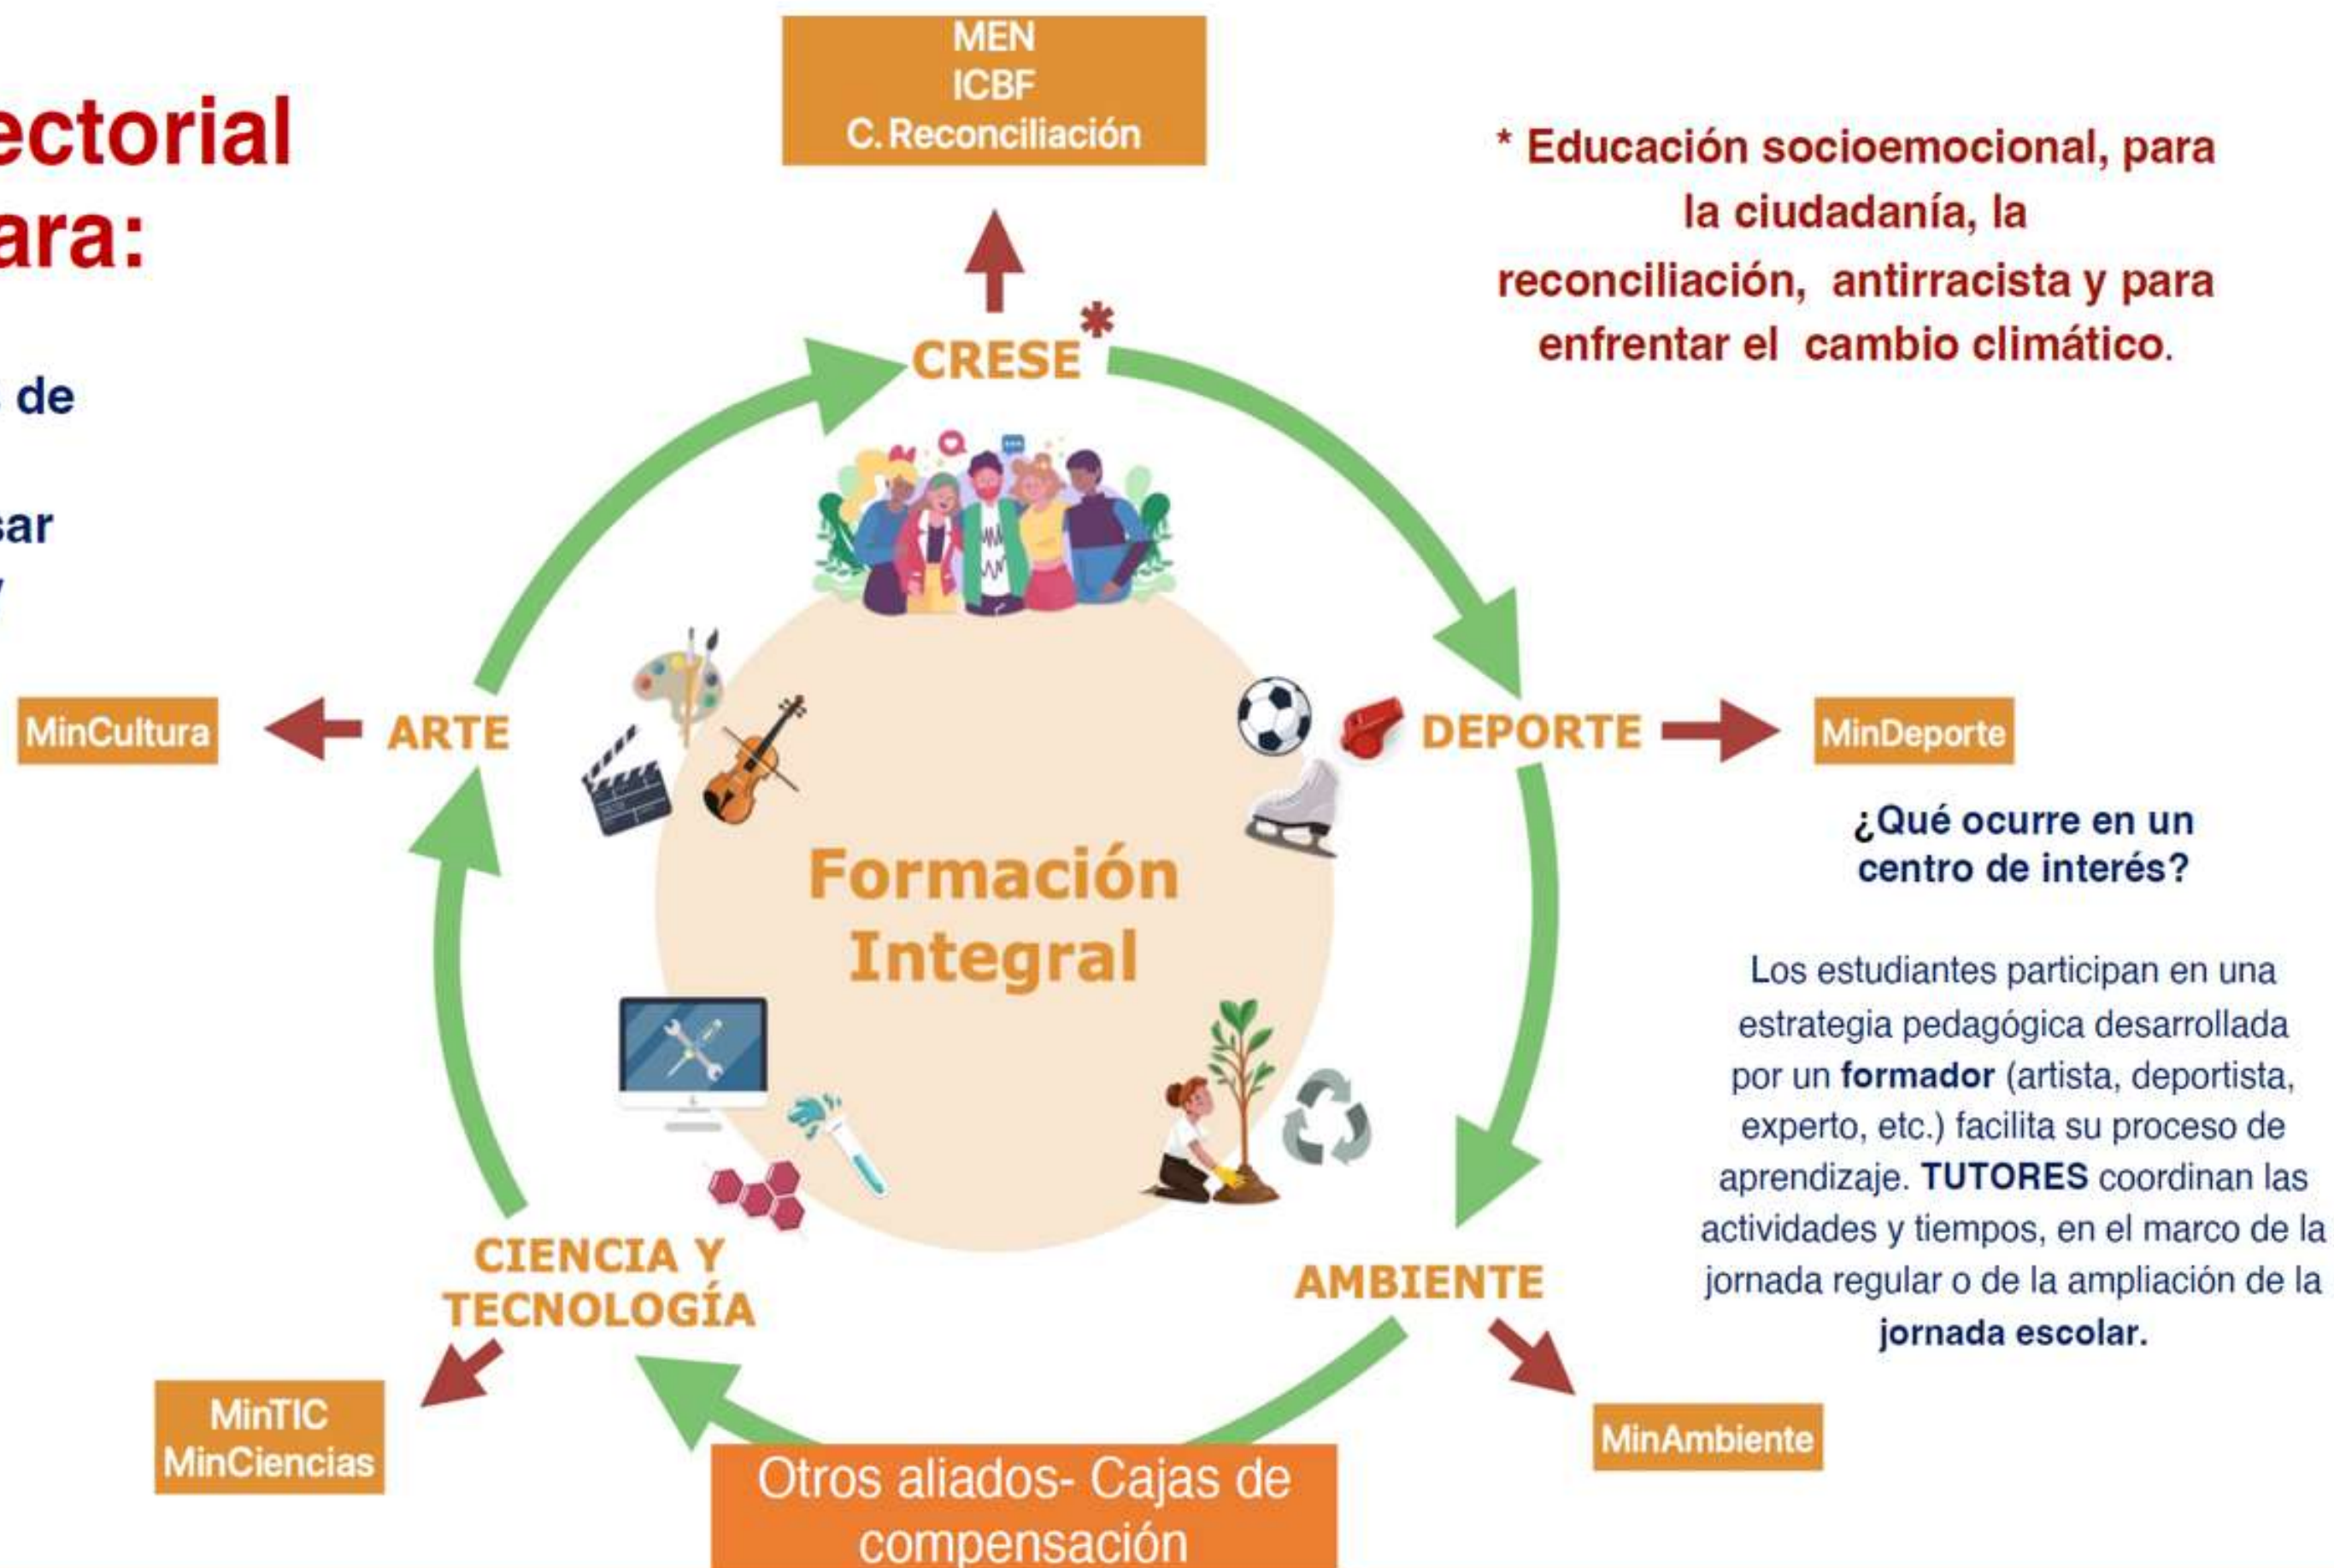 MEN
ICBF
C. Reconciliación
ectorial
ara:
de
sar
y
* Educación socioemocional, para
la ciudadanía, la
reconciliación, antirracista y para
enfrentar el cambio climático.
CRESE*
MinCultura
ARTE
DEPORTE
MinDeporte
Formación
Integral
¿Qué ocurre en un
centro de interés?
Los estudiantes participan en una
estrategia pedagógica desarrollada
por un formador (artista, deportista,
experto, etc.) facilita su proceso de
aprendizaje. TUTORES coordinan las
actividades y tiempos, en el marco de la
jornada regular o de la ampliación de la
jornada escolar.
CIENCIA Y
TECNOLOGÍA
AMBIENTE
MinTIC
MinCiencias
MinAmbiente
Otros aliados- Cajas de
compensación